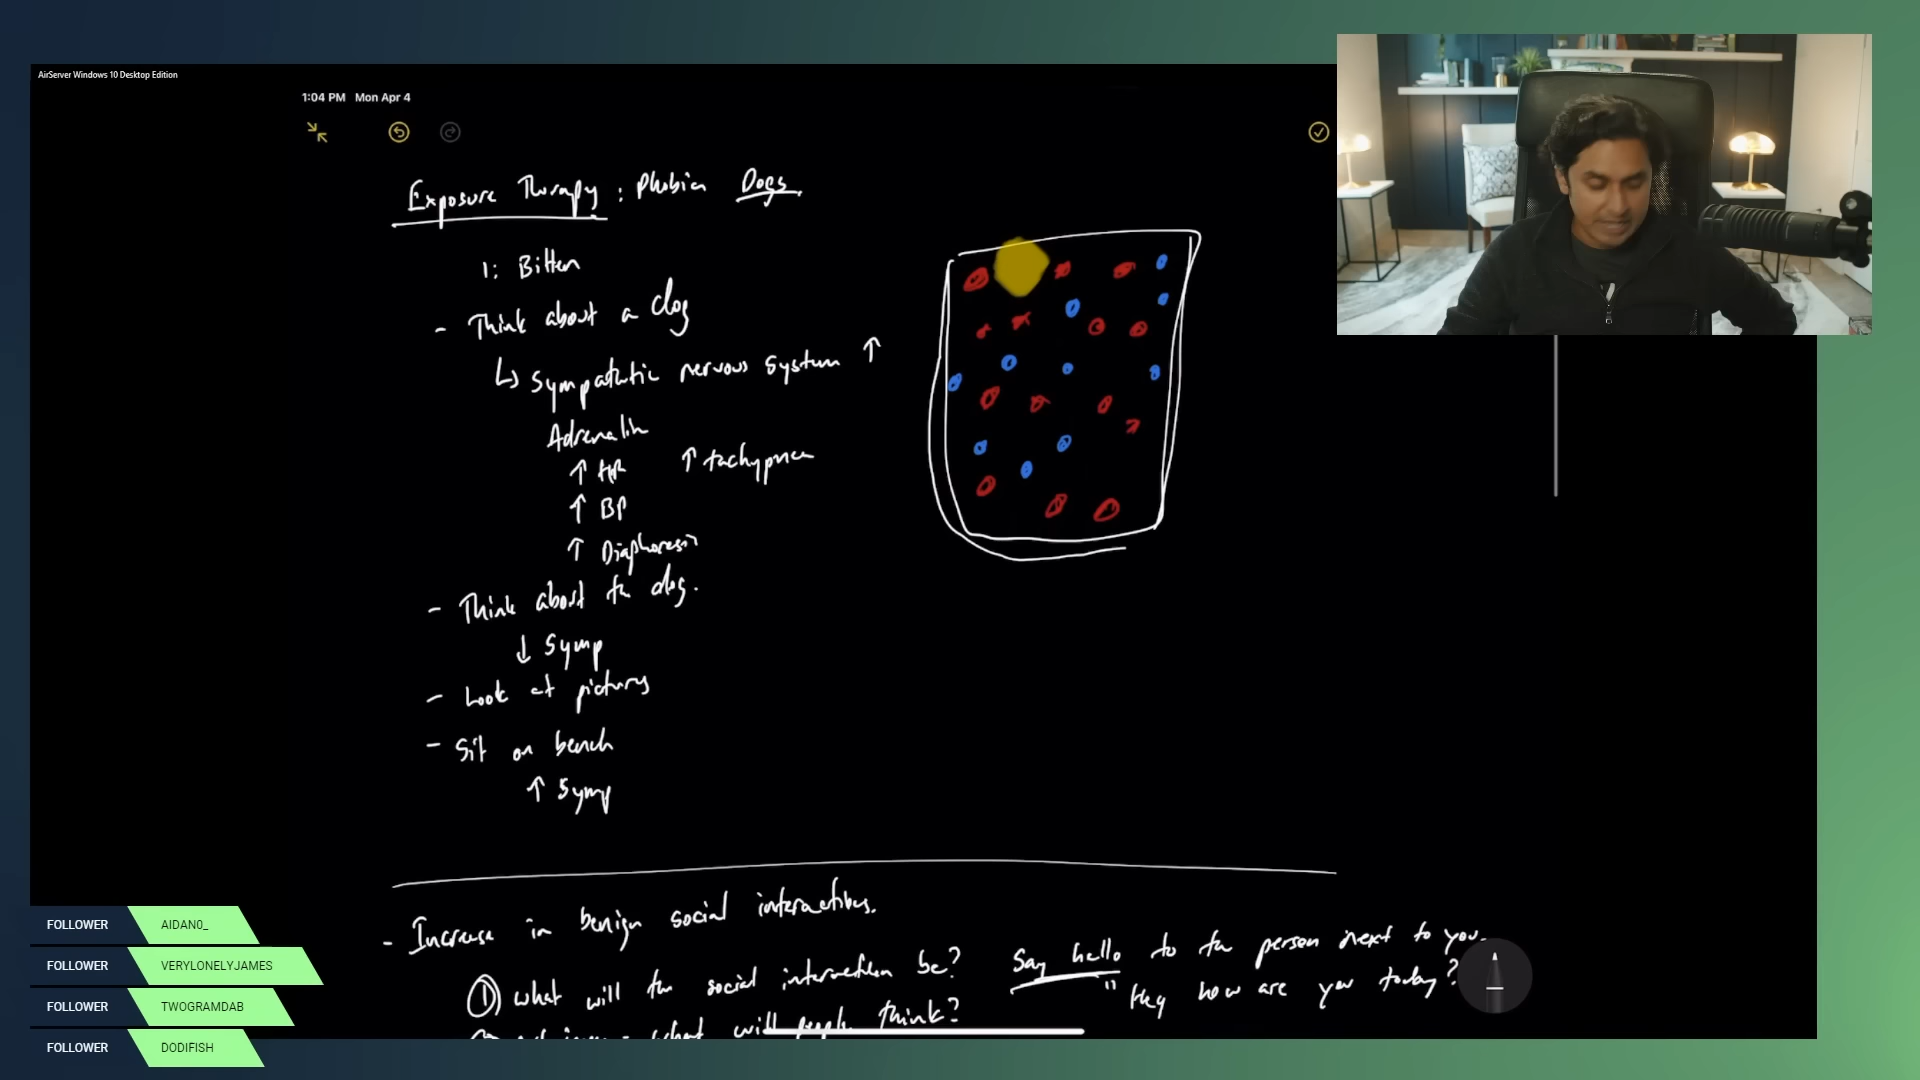 AirServer Windows 10 Desktop Edition
1:04 PM Mon Apr 4
Exposure Therapy : Phobia Dogs.
1: Bitten
- Think about a dog
↳ Sympathetic nervous system ↑
Adrenalin
↑ HR ↑ tachypnea
↑ BP
↑ Diaphoresis
- Think about the dog.
↓ Symp
- Look at pictures
- Sit on bench
↑ Symp
- Increase in benign social interactions.
① what will the social interaction be? Say hello to the person next to you.
" Hey how are you today?
what will people think?
FOLLOWER AIDAN0_
FOLLOWER VERYLONELYJAMES
FOLLOWER TWOGRAMDAB
FOLLOWER DODIFISH